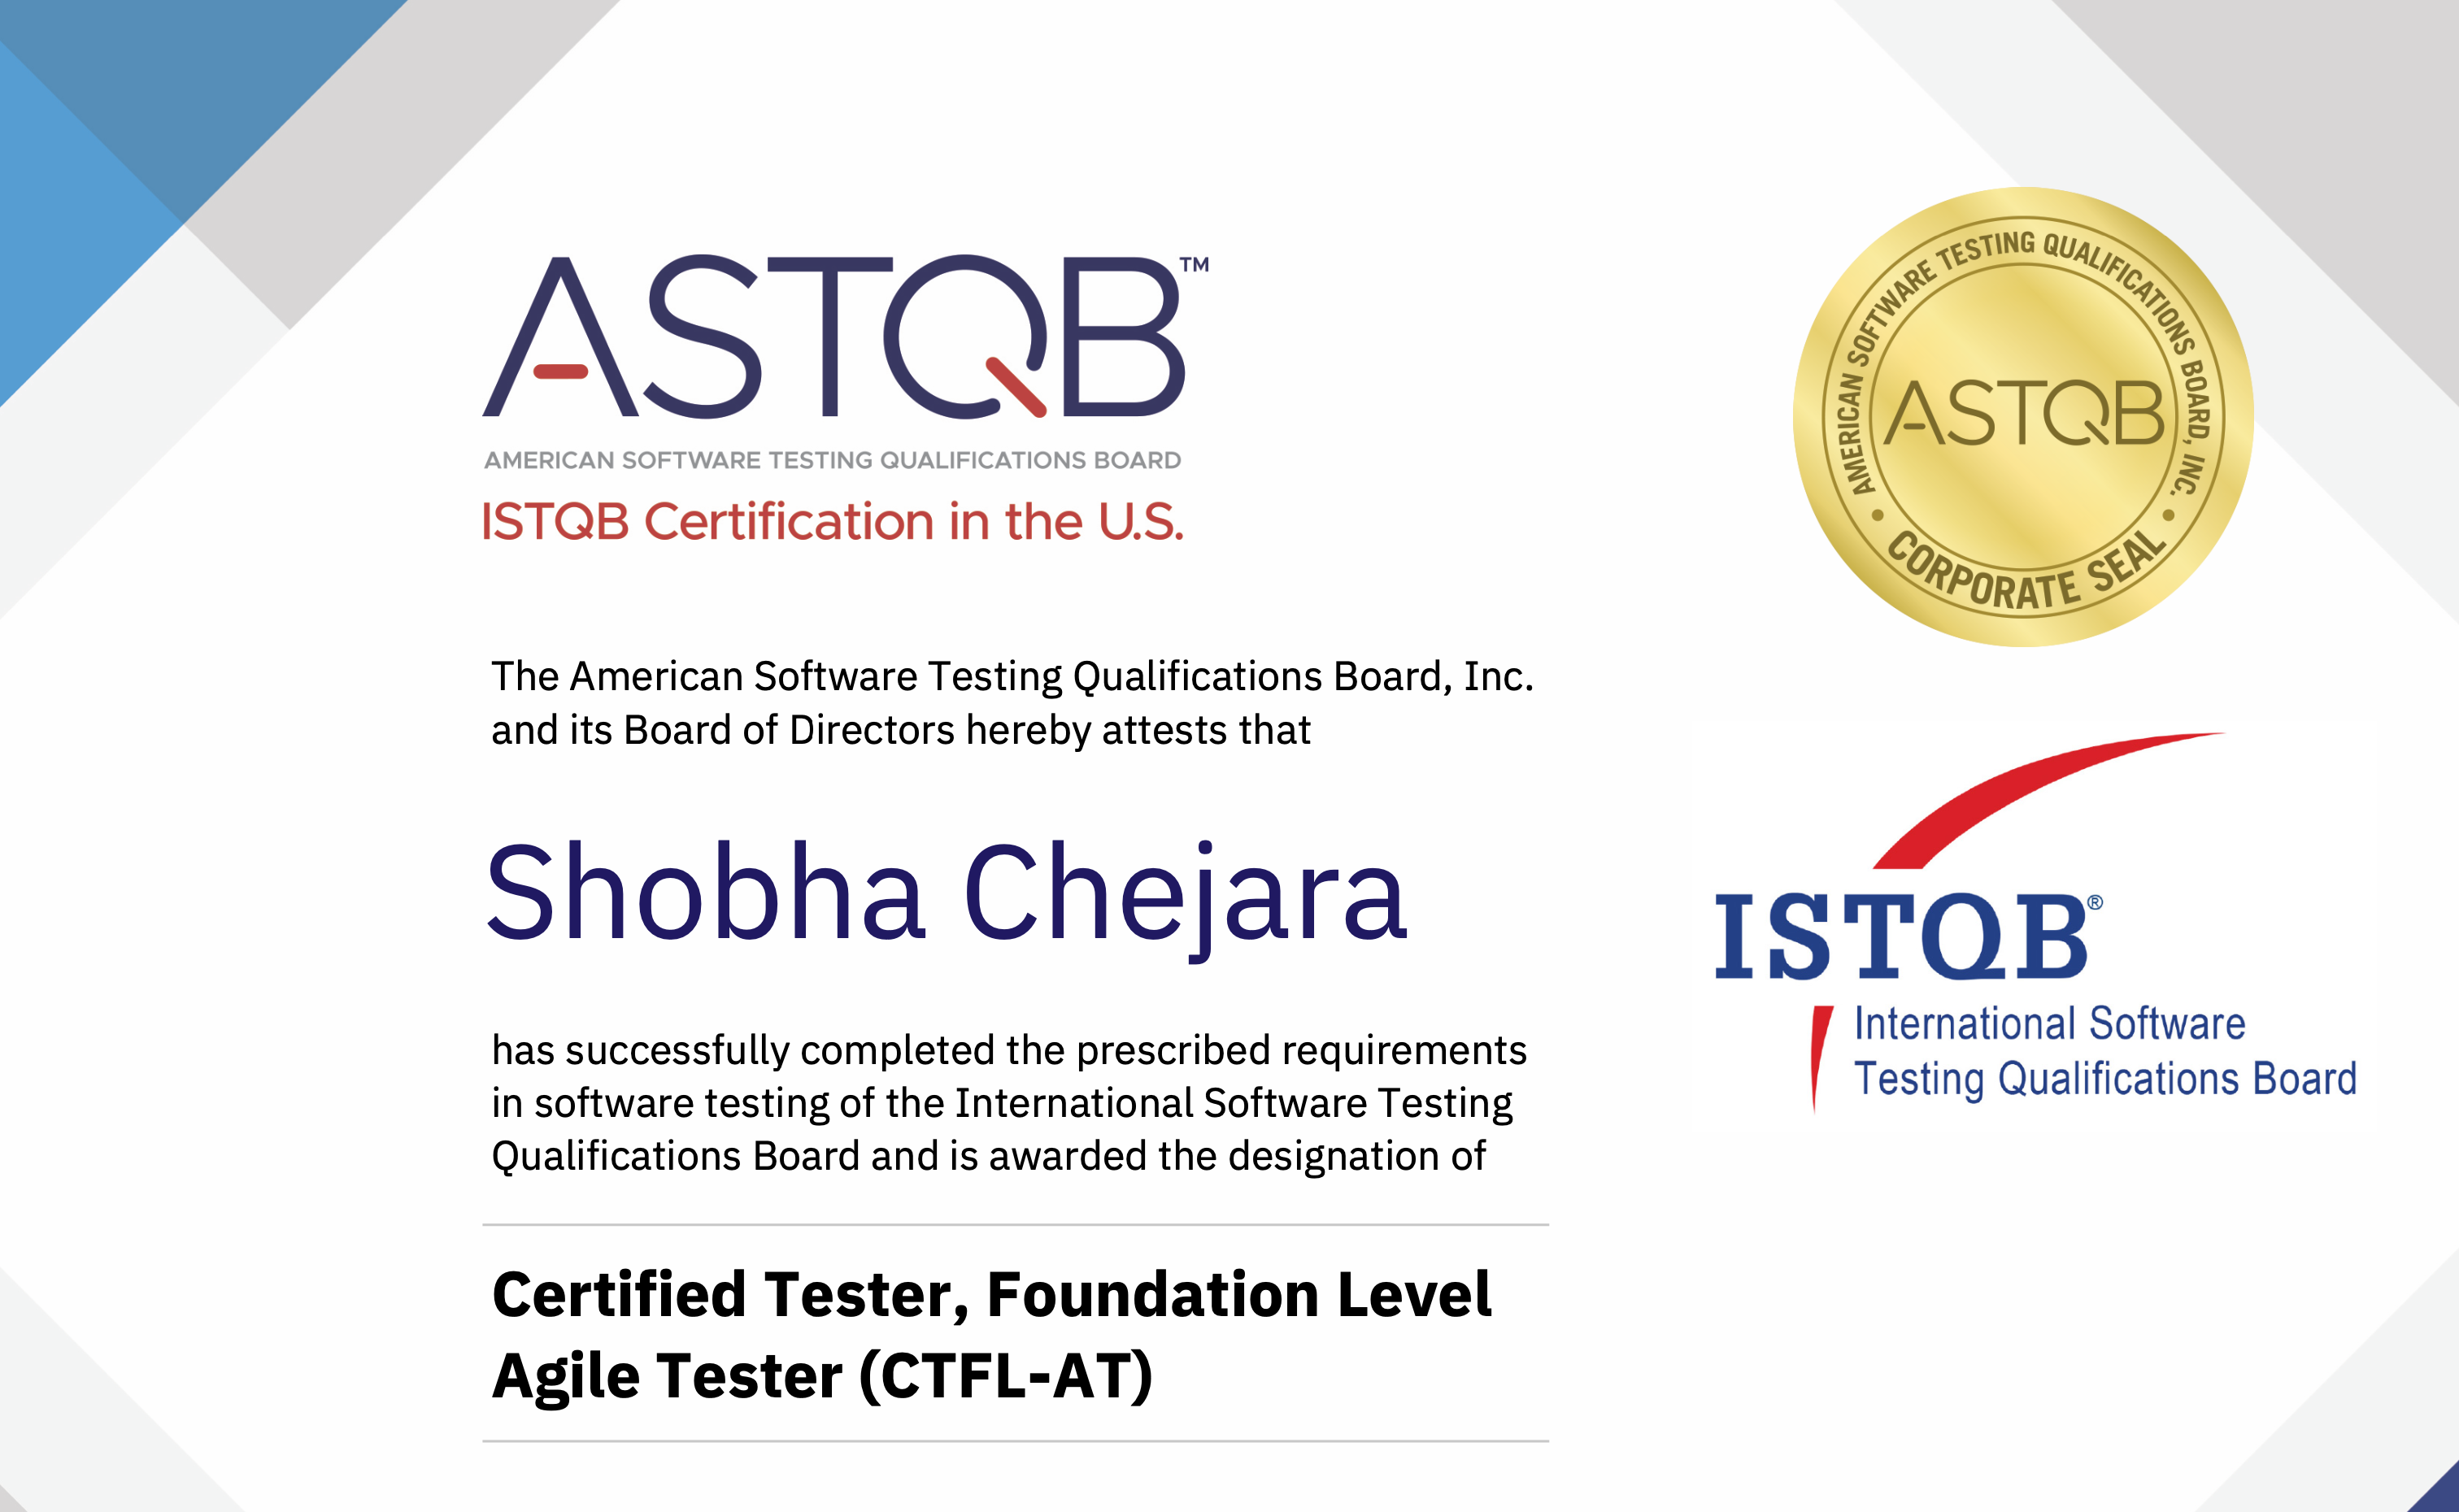 ASTQB™
AMERICAN SOFTWARE TESTING QUALIFICATIONS BOARD
ISTQB Certification in the U.S.
The American Software Testing Qualifications Board, Inc.
and its Board of Directors hereby attests that
Shobha Chejara
has successfully completed the prescribed requirements
in software testing of the International Software Testing
Qualifications Board and is awarded the designation of
Certified Tester, Foundation Level
Agile Tester (CTFL-AT)
AMERICAN SOFTWARE TESTING QUALIFICATIONS BOARD, INC.
ASTQB
• CORPORATE SEAL •
ISTQB®
International Software
Testing Qualifications Board